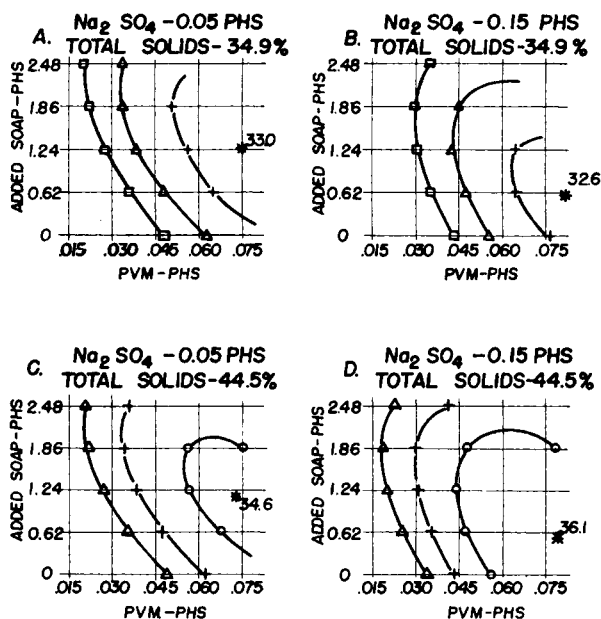 A. Na2 SO4 -0.05 PHS
TOTAL SOLIDS-34.9%
ADDED SOAP-PHS
2.48
1.86
1.24
0.62
0
33.0
.015 .030 .045 .060 .075
PVM-PHS
B. Na2 SO4 -0.15 PHS
TOTAL SOLIDS-34.9%
ADDED SOAP-PHS
2.48
1.86
1.24
0.62
0
32.6
.015 .030 .045 .060 .075
PVM-PHS
C. Na2 SO4 -0.05 PHS
TOTAL SOLIDS-44.5%
ADDED SOAP-PHS
2.48
1.86
1.24
0.62
0
34.6
.015 .030 .045 .060 .075
PVM-PHS
D. Na2 SO4 -0.15 PHS
TOTAL SOLIDS-44.5%
ADDED SOAP-PHS
2.48
1.86
1.24
0.62
0
36.1
.015 .030 .045 .060 .075
PVM-PHS